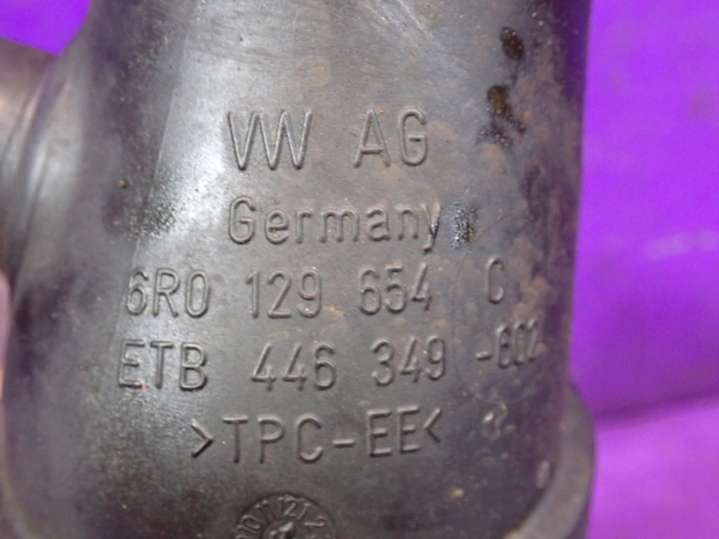 VW AG
Germany
6R0 129 654 C
ETB 446 349 -602
>TPC-EE<